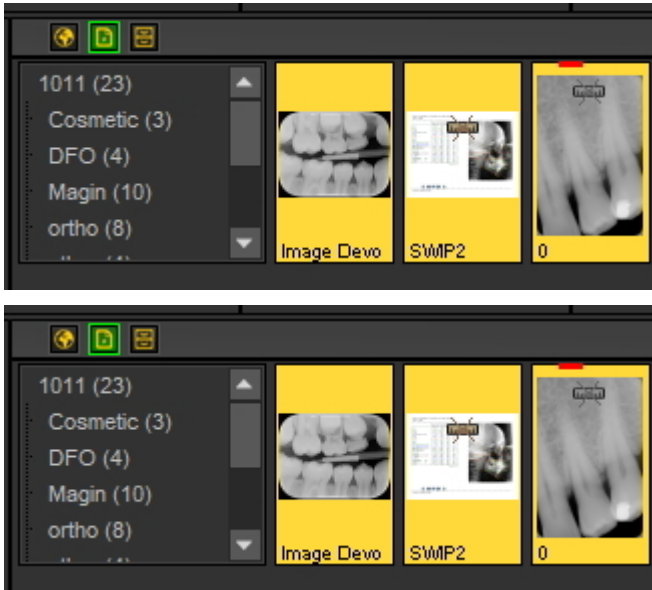 1011 (23)
Cosmetic (3)
DFO (4)
Magin (10)
ortho (8)
Image Devo
SWIP2
0
1011 (23)
Cosmetic (3)
DFO (4)
Magin (10)
ortho (8)
Image Devo
SWIP2
0